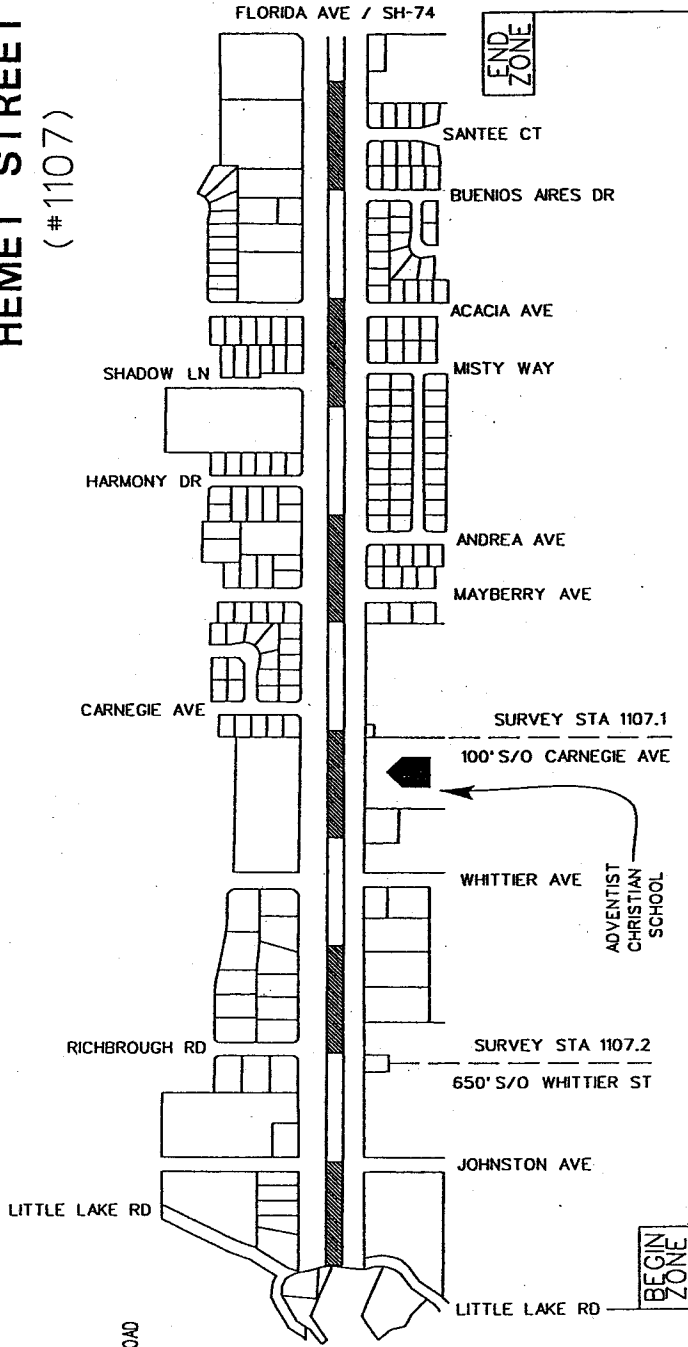 HEMET STREET
(#1107)
FLORIDA AVE / SH-74
END
ZONE
SANTEE CT
BUENIOS AIRES DR
ACACIA AVE
SHADOW LN
MISTY WAY
HARMONY DR
ANDREA AVE
MAYBERRY AVE
CARNEGIE AVE
SURVEY STA 1107.1
100' S/O CARNEGIE AVE
WHITTIER AVE
ADVENTIST
CHRISTIAN
SCHOOL
RICHBROUGH RD
SURVEY STA 1107.2
650' S/O WHITTIER ST
JOHNSTON AVE
LITTLE LAKE RD
BEGIN
ZONE
LITTLE LAKE RD